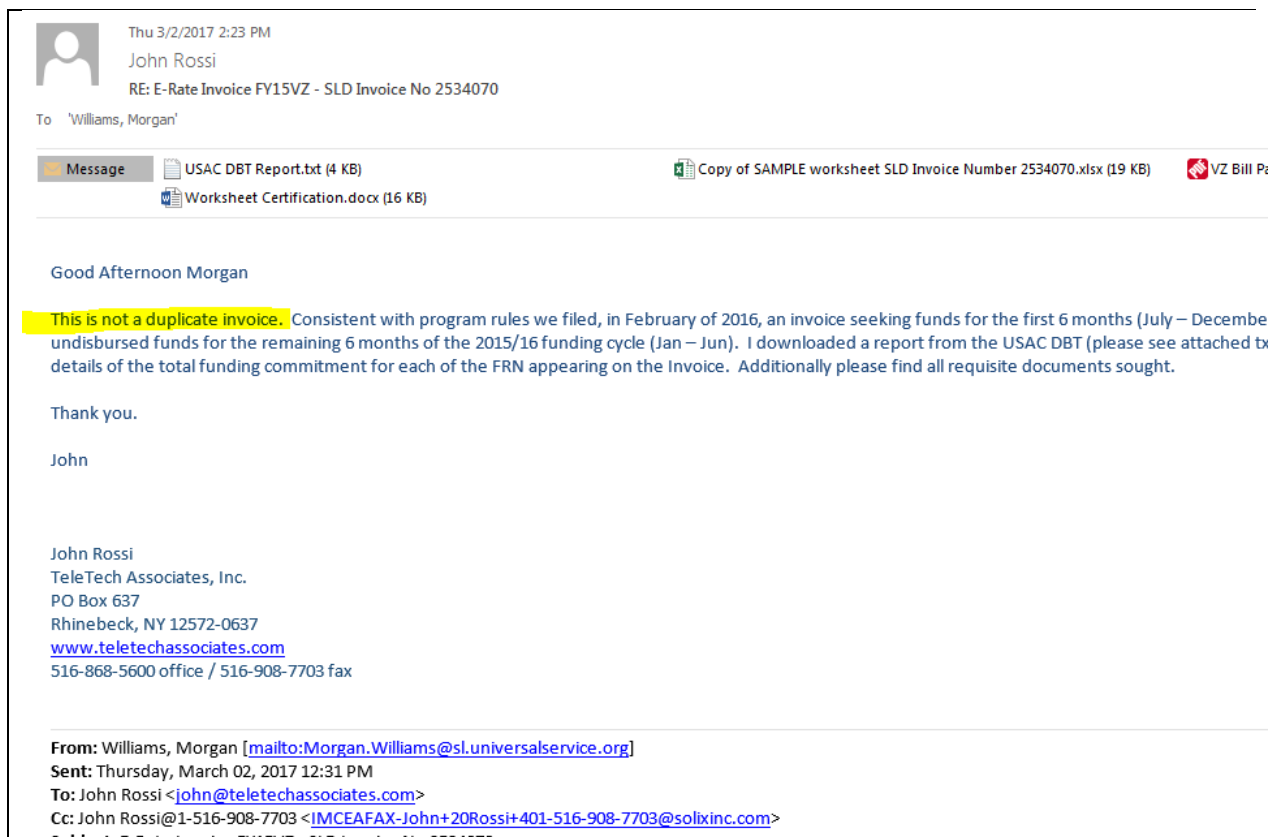 Thu 3/2/2017 2:23 PM
John Rossi
RE: E-Rate Invoice FY15VZ - SLD Invoice No 2534070
To 'Williams, Morgan'
Message USAC DBT Report.txt (4 KB) Copy of SAMPLE worksheet SLD Invoice Number 2534070.xlsx (19 KB) VZ Bill
Worksheet Certification.docx (16 KB)
Good Afternoon Morgan
This is not a duplicate invoice. Consistent with program rules we filed, in February of 2016, an invoice seeking funds for the first 6 months (July – Decembe
undisbursed funds for the remaining 6 months of the 2015/16 funding cycle (Jan – Jun). I downloaded a report from the USAC DBT (please see attached tx
details of the total funding commitment for each of the FRN appearing on the Invoice. Additionally please find all requisite documents sought.
Thank you.
John
John Rossi
TeleTech Associates, Inc.
PO Box 637
Rhinebeck, NY 12572-0637
www.teletechassociates.com
516-868-5600 office / 516-908-7703 fax
From: Williams, Morgan [mailto:Morgan.Williams@sl.universalservice.org]
Sent: Thursday, March 02, 2017 12:31 PM
To: John Rossi <john@teletechassociates.com>
Cc: John Rossi@1-516-908-7703 <IMCEAFAX-John+20Rossi+401-516-908-7703@solixinc.com>